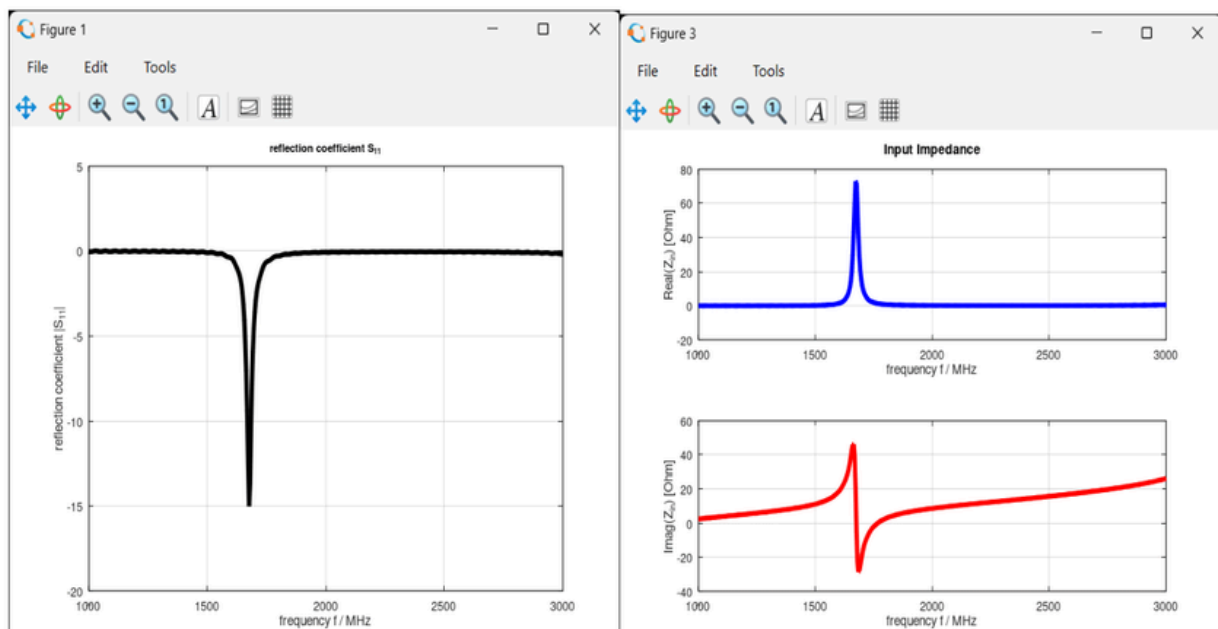 Figure 1
File Edit Tools
1 A
reflection coefficient S₁₁
reflection coefficient |S₁₁|
5
0
-5
-10
-15
-20
1000 1500 2000 2500 3000
frequency f / MHz
Figure 3
File Edit Tools
1 A
Input Impedance
Real(Zᵢₙ) [Ohm]
80
60
40
20
0
-20
1000 1500 2000 2500 3000
frequency f / MHz
Imag(Zᵢₙ) [Ohm]
60
40
20
0
-20
-40
1000 1500 2000 2500 3000
frequency f / MHz